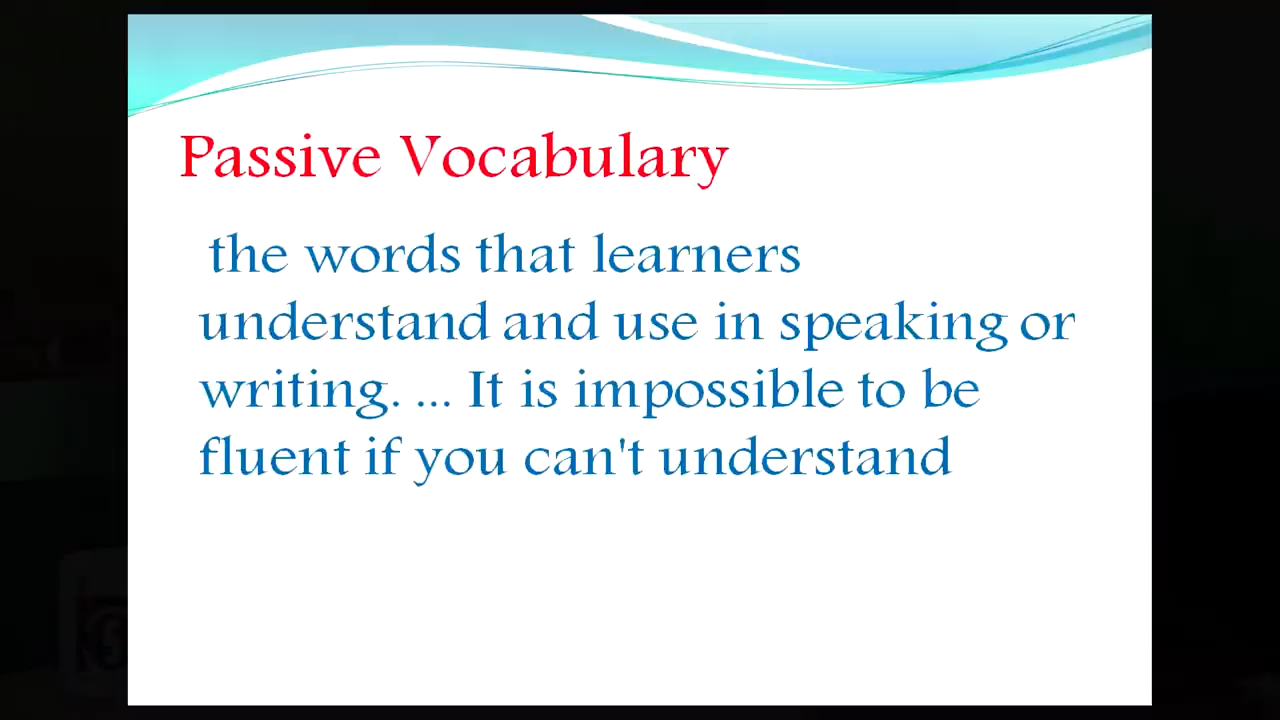 Passive Vocabulary
the words that learners
understand and use in speaking or
writing. ... It is impossible to be
fluent if you can't understand